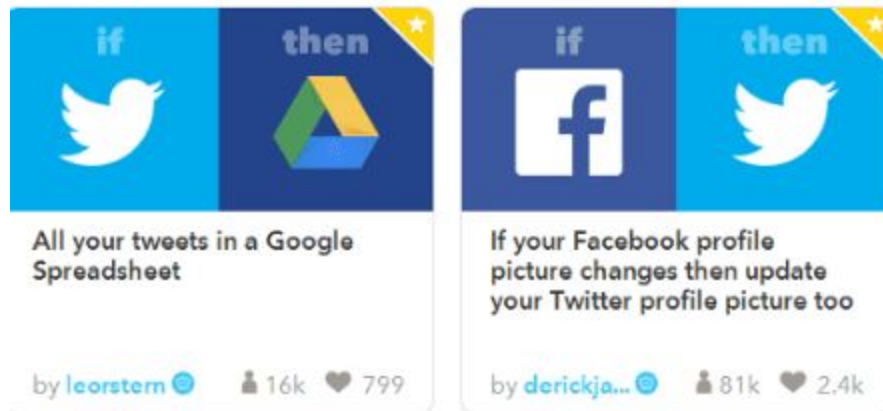 if then
All your tweets in a Google
Spreadsheet
by leorstern 16k 799
if then
If your Facebook profile
picture changes then update
your Twitter profile picture too
by derickja... 81k 2.4k